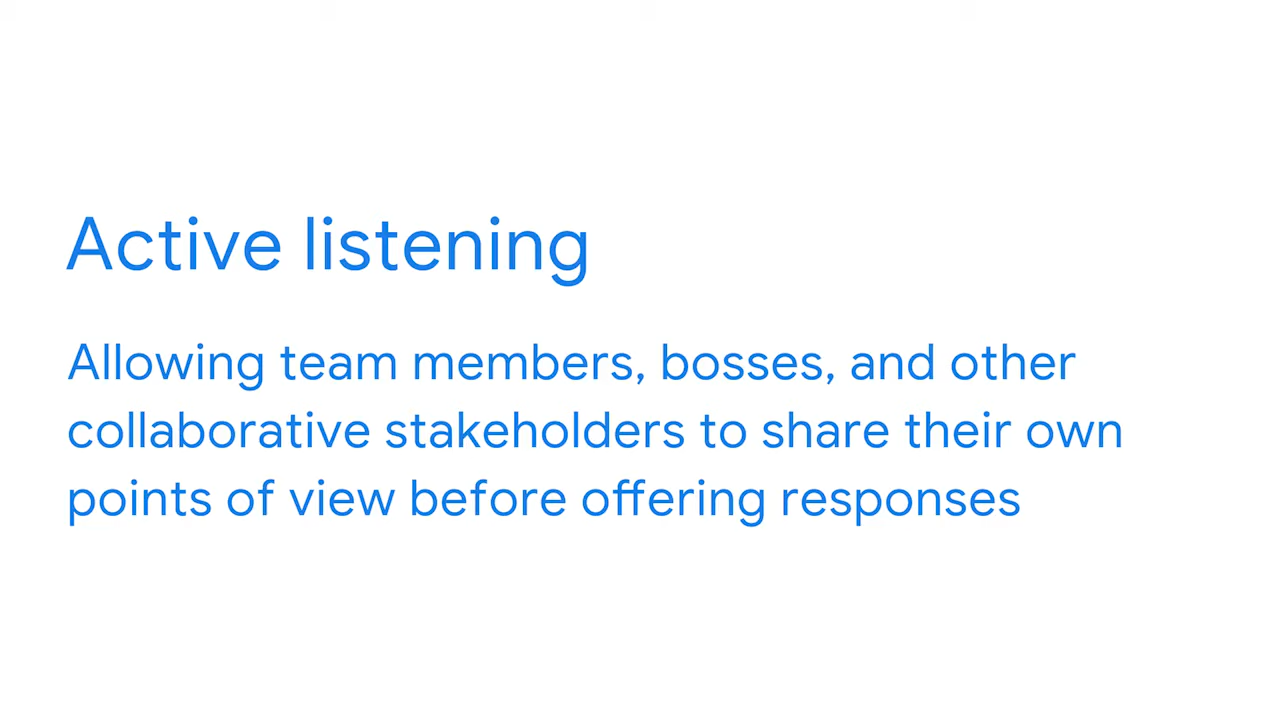 Active listening
Allowing team members, bosses, and other
collaborative stakeholders to share their own
points of view before offering responses